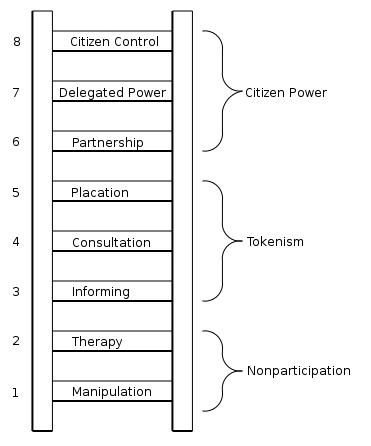 8 Citizen Control
7 Delegated Power Citizen Power
6 Partnership
5 Placation
4 Consultation Tokenism
3 Informing
2 Therapy
Nonparticipation
1 Manipulation